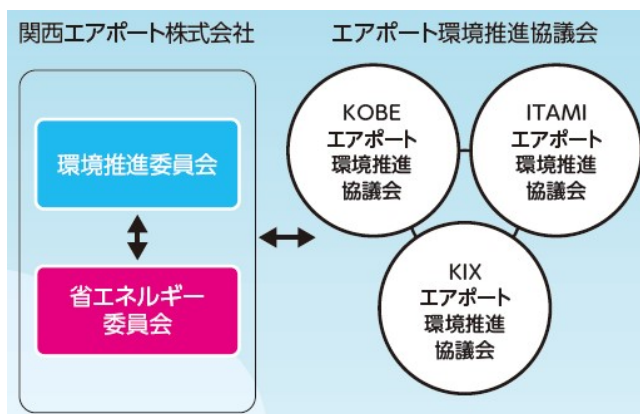 関西エアポート株式会社
環境推進委員会
省エネルギー
委員会
エアポート環境推進協議会
KOBE
エアポート
環境推進
協議会
ITAMI
エアポート
環境推進
協議会
KIX
エアポート
環境推進
協議会